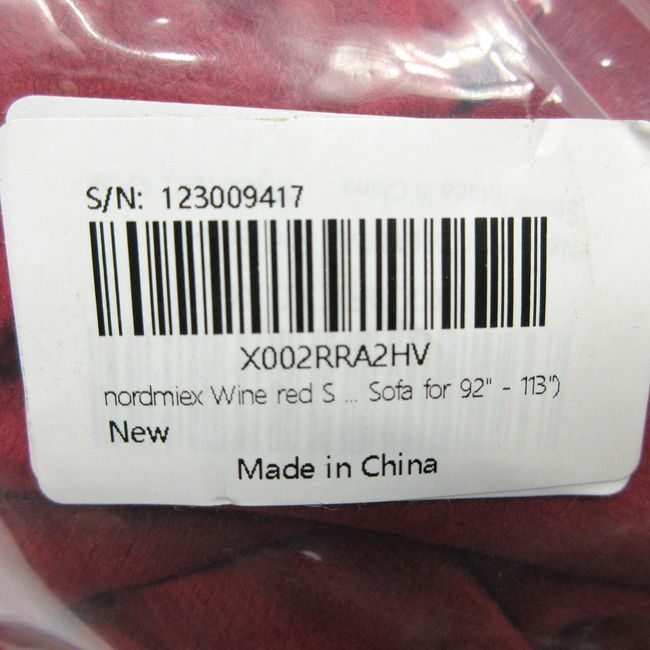 S/N: 123009417
X002RRA2HV
nordmiex Wine red S ... Sofa for 92" - 113")
New
Made in China